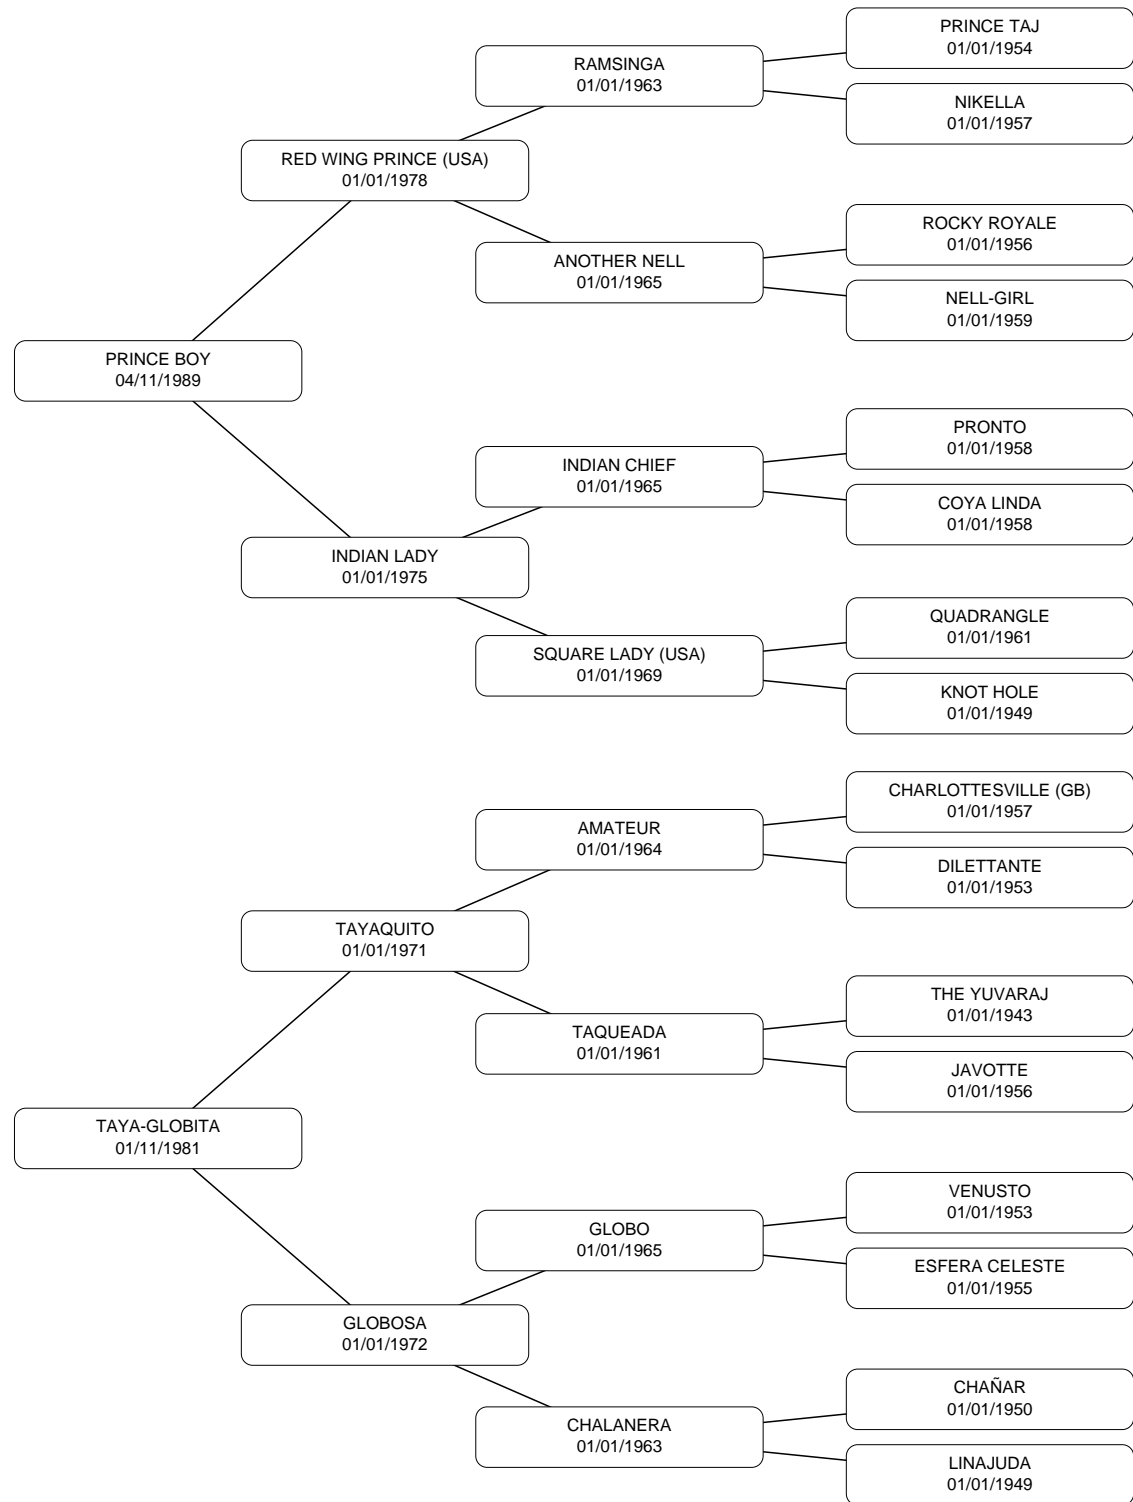 PRINCE TAJ
01/01/1954
RAMSINGA
01/01/1963
NIKELLA
01/01/1957
RED WING PRINCE (USA)
01/01/1978
ROCKY ROYALE
01/01/1956
ANOTHER NELL
01/01/1965
NELL-GIRL
01/01/1959
PRINCE BOY
04/11/1989
PRONTO
01/01/1958
INDIAN CHIEF
01/01/1965
COYA LINDA
01/01/1958
INDIAN LADY
01/01/1975
QUADRANGLE
01/01/1961
SQUARE LADY (USA)
01/01/1969
KNOT HOLE
01/01/1949
CHARLOTTESVILLE (GB)
01/01/1957
AMATEUR
01/01/1964
DILETTANTE
01/01/1953
TAYAQUITO
01/01/1971
THE YUVARAJ
01/01/1943
TAQUEADA
01/01/1961
JAVOTTE
01/01/1956
TAYA-GLOBITA
01/11/1981
VENUSTO
01/01/1953
GLOBO
01/01/1965
ESFERA CELESTE
01/01/1955
GLOBOSA
01/01/1972
CHAÑAR
01/01/1950
CHALANERA
01/01/1963
LINAJUDA
01/01/1949